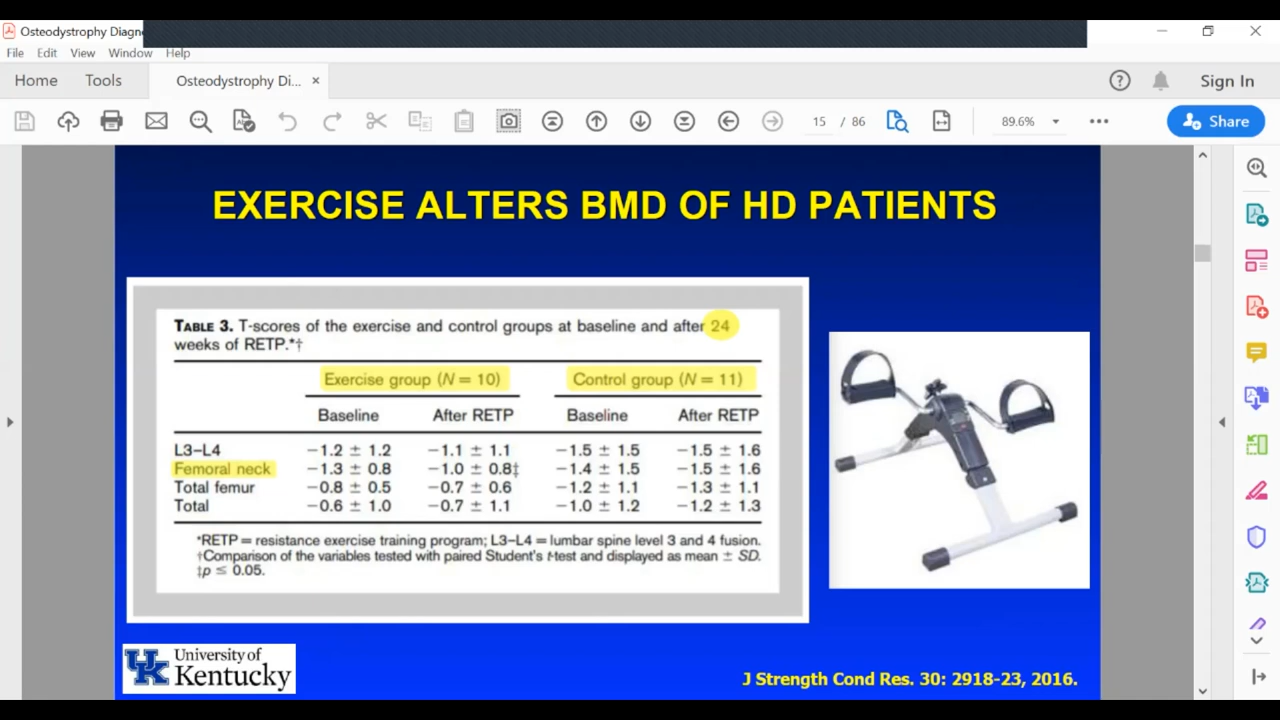 Osteodystrophy Diagn
File Edit View Window Help
Home Tools Osteodystrophy Di... × Sign In
15 / 86 89.6% Share
EXERCISE ALTERS BMD OF HD PATIENTS
TABLE 3. T-scores of the exercise and control groups at baseline and after 24
weeks of RETP.*†
Exercise group (N = 10) Control group (N = 11)
Baseline After RETP Baseline After RETP
L3–L4 −1.2 ± 1.2 −1.1 ± 1.1 −1.5 ± 1.5 −1.5 ± 1.6
Femoral neck −1.3 ± 0.8 −1.0 ± 0.8‡ −1.4 ± 1.5 −1.5 ± 1.6
Total femur −0.8 ± 0.5 −0.7 ± 0.6 −1.2 ± 1.1 −1.3 ± 1.1
Total −0.6 ± 1.0 −0.7 ± 1.1 −1.0 ± 1.2 −1.2 ± 1.3
*RETP = resistance exercise training program; L3–L4 = lumbar spine level 3 and 4 fusion.
†Comparison of the variables tested with paired Student's t-test and displayed as mean ± SD.
‡p ≤ 0.05.
UK University of
Kentucky
J Strength Cond Res. 30: 2918-23, 2016.